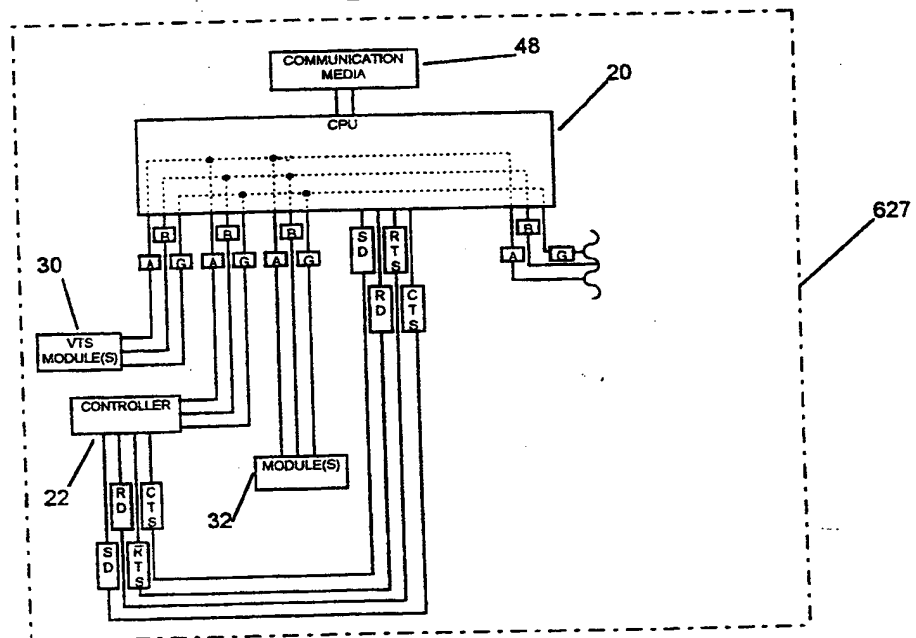 48
COMMUNICATION
MEDIA
20
CPU
627
B B B S
D R
T
S B
A G A G A G A G
R
D C
T
S
30
VTS
MODULE(S)
CONTROLLER
22
MODULE(S)
32
R
D C
T
S
S
D R
T
S